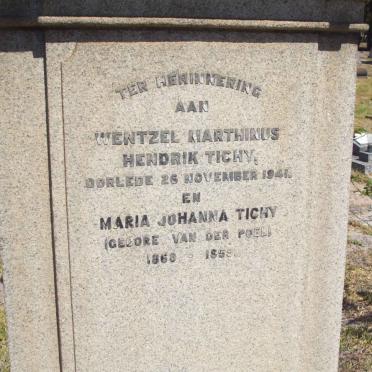 TER HERINNERING
AAN
WENTZEL MARTHINUS
HENDRIK TICHY,
OORLEDE 26 NOVEMBER 1941.
EN
MARIA JOHANNA TICHY
(GEBORE VAN DER POEL)
1868 -